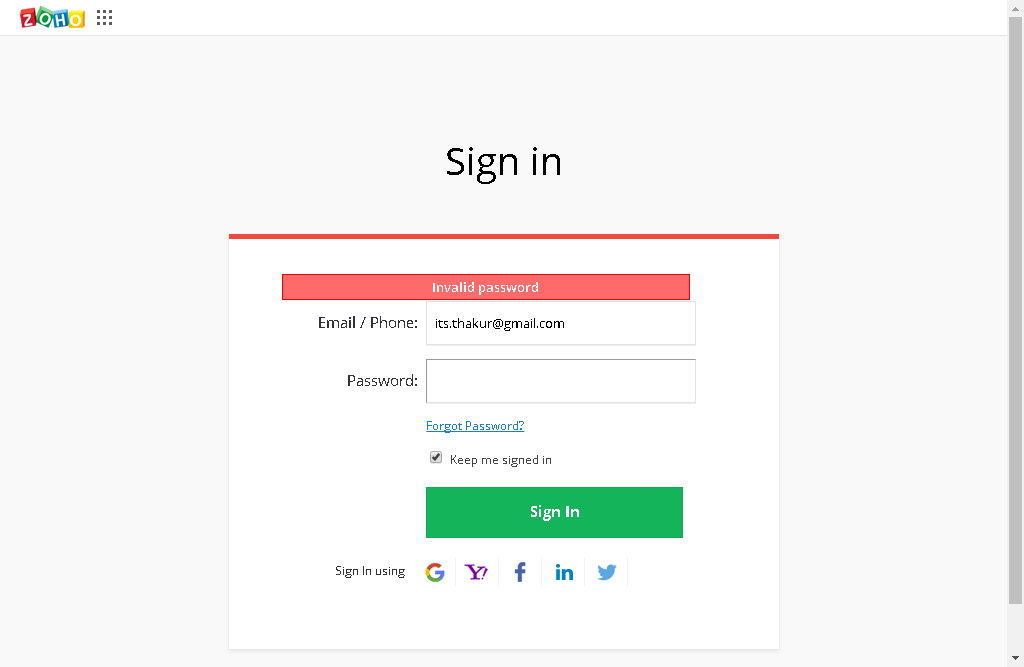 ZOHO
Sign in
Invalid password
Email / Phone: its.thakur@gmail.com
Password:
Forgot Password?
Keep me signed in
Sign In
Sign In using G Y! f in